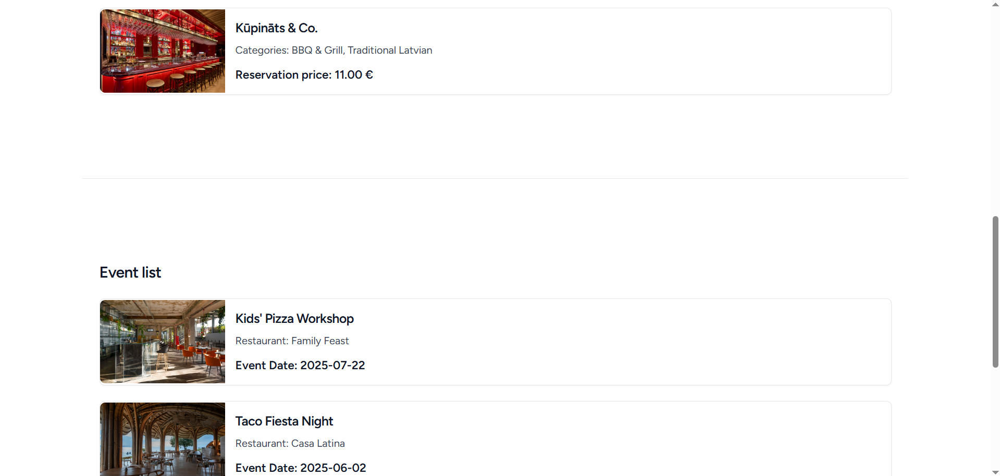 Kūpināts & Co.
Categories: BBQ & Grill, Traditional Latvian
Reservation price: 11.00 €
Event list
Kids' Pizza Workshop
Restaurant: Family Feast
Event Date: 2025-07-22
Taco Fiesta Night
Restaurant: Casa Latina
Event Date: 2025-06-02